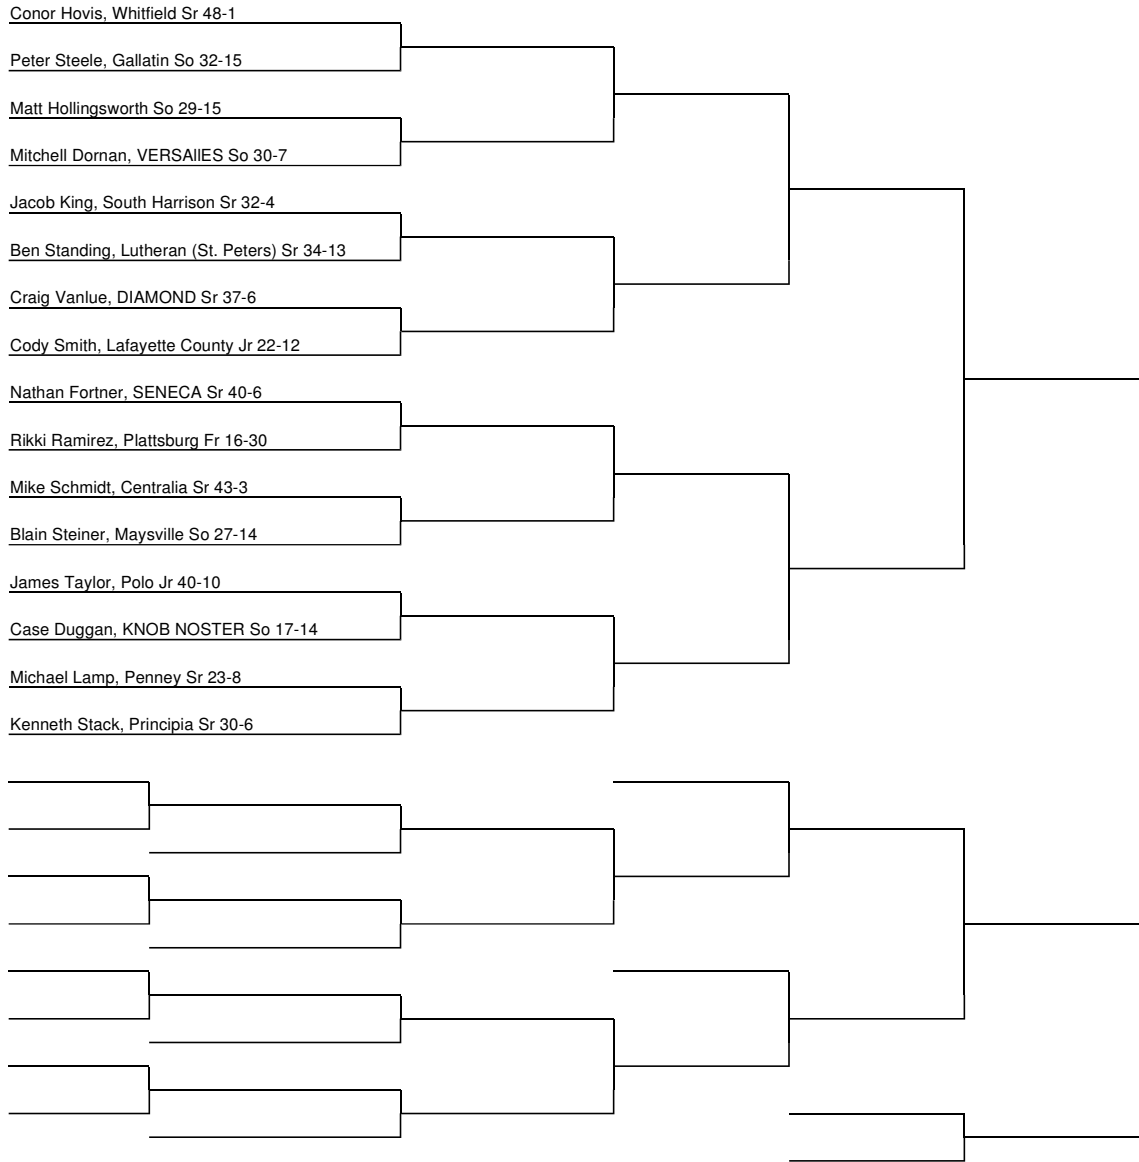 Conor Hovis, Whitfield Sr 48-1
Peter Steele, Gallatin So 32-15
Matt Hollingsworth So 29-15
Mitchell Dornan, VERSAllES So 30-7
Jacob King, South Harrison Sr 32-4
Ben Standing, Lutheran (St. Peters) Sr 34-13
Craig Vanlue, DIAMOND Sr 37-6
Cody Smith, Lafayette County Jr 22-12
Nathan Fortner, SENECA Sr 40-6
Rikki Ramirez, Plattsburg Fr 16-30
Mike Schmidt, Centralia Sr 43-3
Blain Steiner, Maysville So 27-14
James Taylor, Polo Jr 40-10
Case Duggan, KNOB NOSTER So 17-14
Michael Lamp, Penney Sr 23-8
Kenneth Stack, Principia Sr 30-6